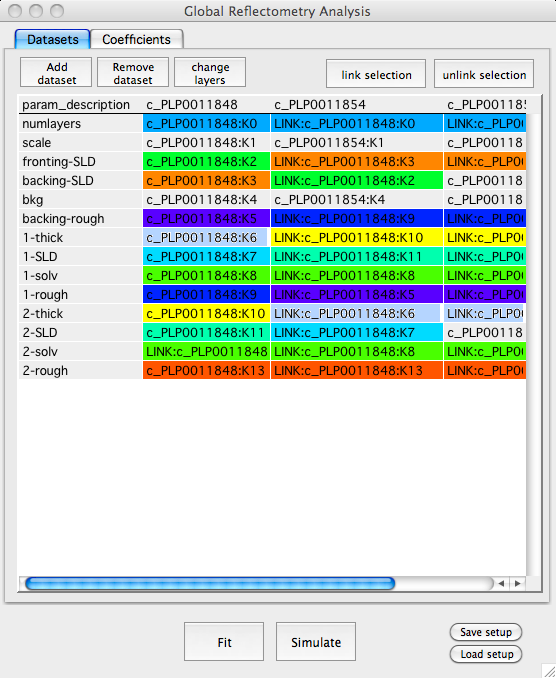 Global Reflectometry Analysis
Datasets Coefficients
Add dataset Remove dataset change layers link selection unlink selection
param_description c_PLP0011848 c_PLP0011854 c_PLP00118
numlayers c_PLP0011848:K0 LINK:c_PLP0011848:K0 LINK:c_PLP0
scale c_PLP0011848:K1 c_PLP0011854:K1 c_PLP00118
fronting-SLD c_PLP0011848:K2 LINK:c_PLP0011848:K3 LINK:c_PLP0
backing-SLD c_PLP0011848:K3 LINK:c_PLP0011848:K2 c_PLP00118
bkg c_PLP0011848:K4 c_PLP0011854:K4 c_PLP00118
backing-rough c_PLP0011848:K5 LINK:c_PLP0011848:K9 LINK:c_PLP0
1-thick c_PLP0011848:K6 LINK:c_PLP0011848:K10 LINK:c_PLP0
1-SLD c_PLP0011848:K7 LINK:c_PLP0011848:K11 LINK:c_PLP0
1-solv c_PLP0011848:K8 LINK:c_PLP0011848:K8 LINK:c_PLP0
1-rough c_PLP0011848:K9 LINK:c_PLP0011848:K5 LINK:c_PLP0
2-thick c_PLP0011848:K10 LINK:c_PLP0011848:K6 LINK:c_PLP0
2-SLD c_PLP0011848:K11 LINK:c_PLP0011848:K7 c_PLP00118
2-solv LINK:c_PLP0011848 LINK:c_PLP0011848:K8 LINK:c_PLP0
2-rough c_PLP0011848:K13 LINK:c_PLP0011848:K13 LINK:c_PLP0
Fit Simulate Save setup
Load setup